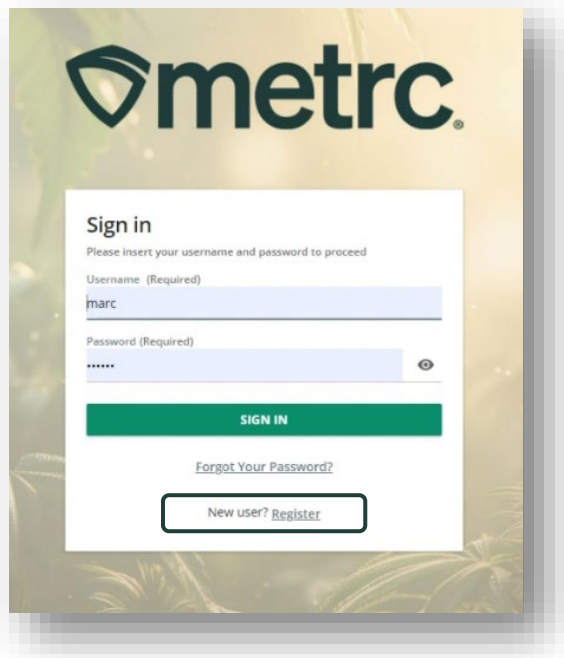 metrc®
Sign in
Please insert your username and password to proceed
Username (Required)
marc
Password (Required)
••••••
SIGN IN
Forgot Your Password?
New user? Register